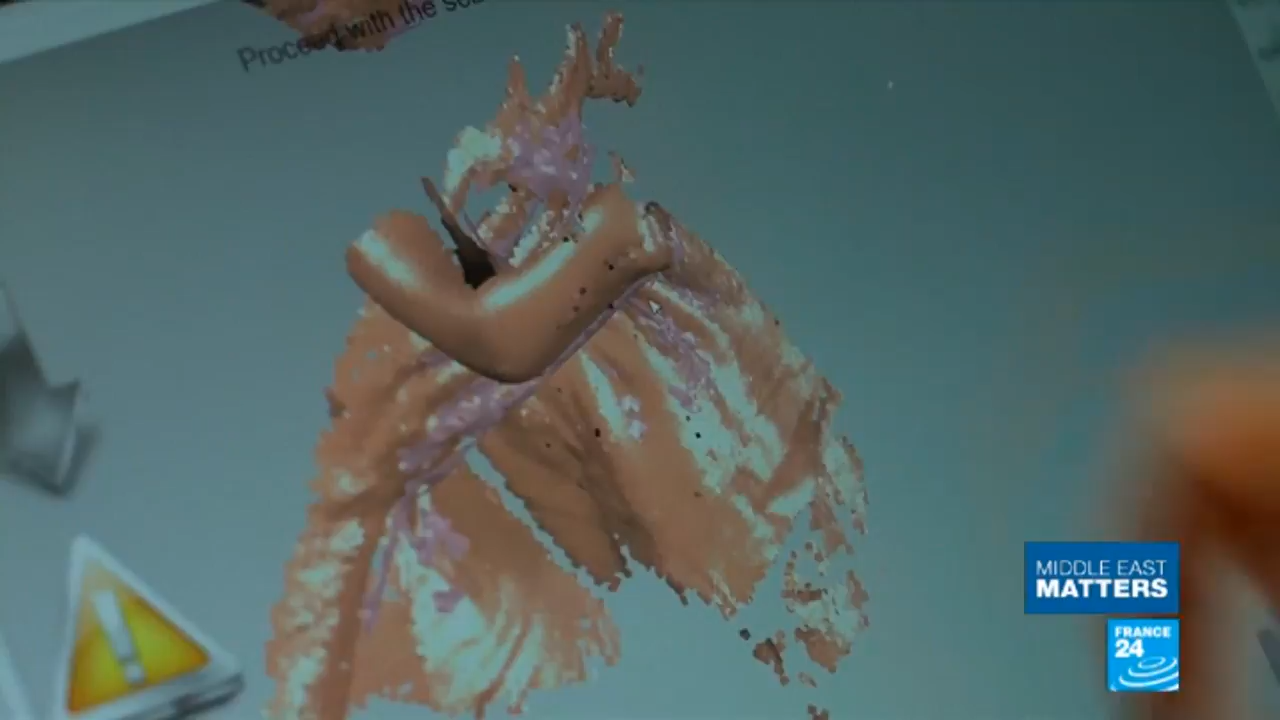 Proceed with the
MIDDLE EAST
MATTERS
FRANCE
24